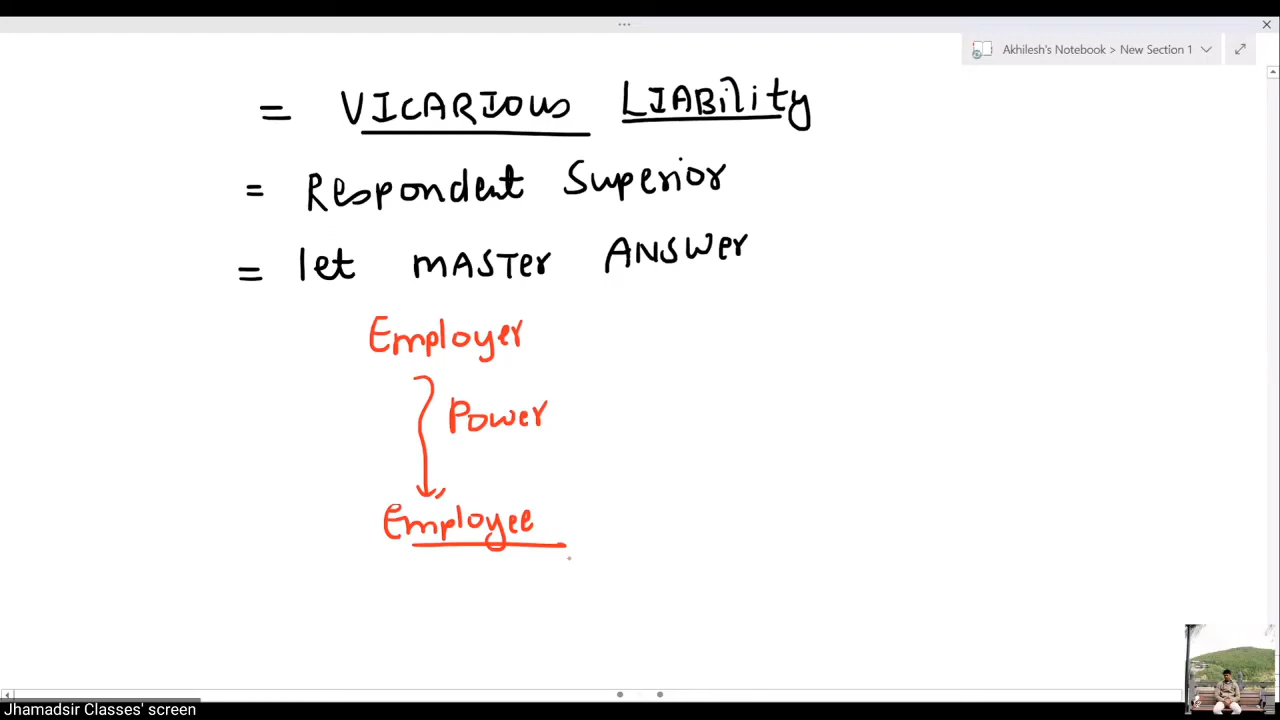 Akhilesh's Notebook > New Section 1
= VICARIOUS LIABility
= Respondent Superior
= let MASTer ANSWer
Employer
Power
Employee
Jhamadsir Classes' screen